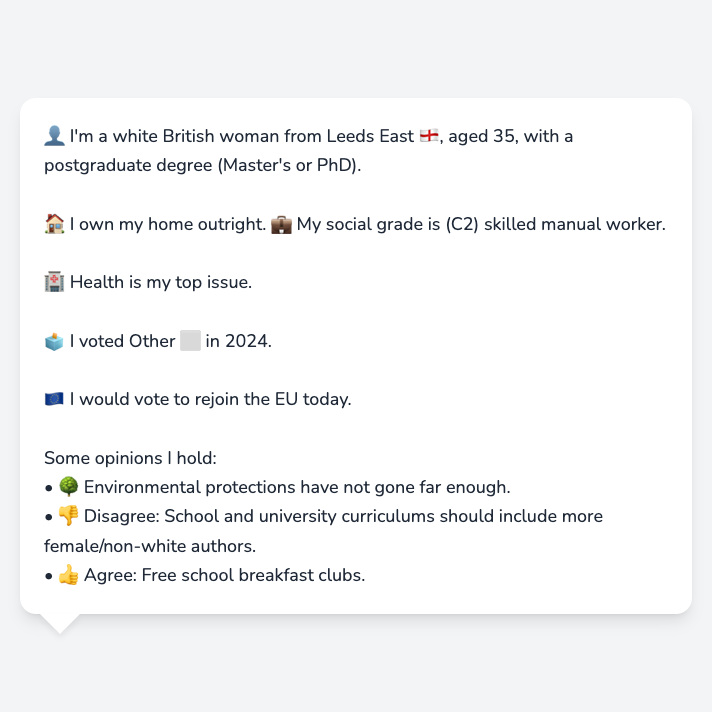 👤 I'm a white British woman from Leeds East 🏴󠁧󠁢󠁥󠁮󠁧󠁿, aged 35, with a
postgraduate degree (Master's or PhD).
🏠 I own my home outright. 💼 My social grade is (C2) skilled manual worker.
🏥 Health is my top issue.
🗳️ I voted Other ⬜ in 2024.
🇪🇺 I would vote to rejoin the EU today.
Some opinions I hold:
• 🌳 Environmental protections have not gone far enough.
• 👎 Disagree: School and university curriculums should include more
female/non-white authors.
• 👍 Agree: Free school breakfast clubs.